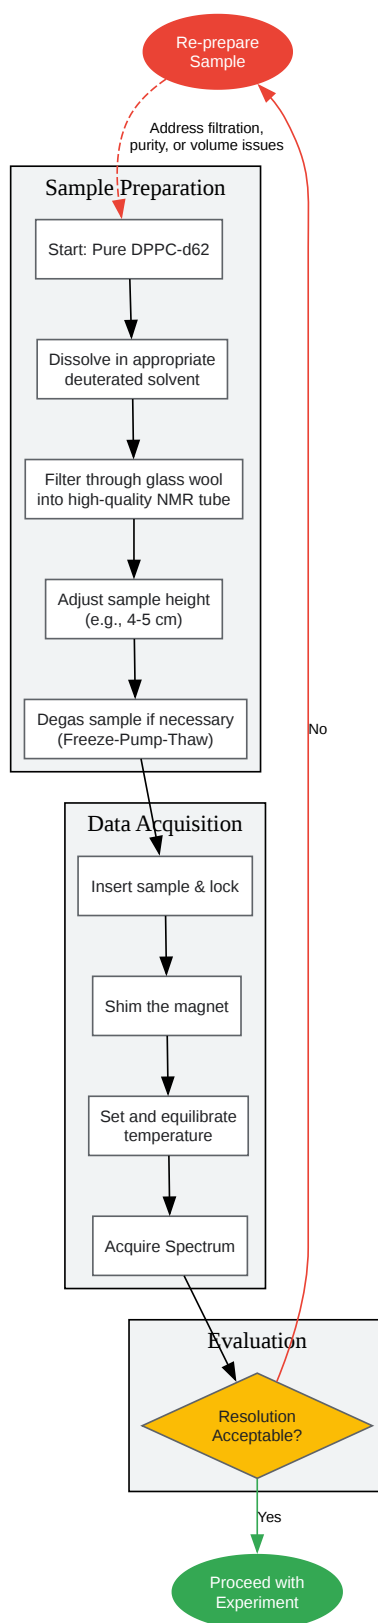 Re-prepare
Sample
Address filtration,
purity, or volume issues
Sample Preparation
Start: Pure DPPC-d62
Dissolve in appropriate
deuterated solvent
Filter through glass wool
into high-quality NMR tube
Adjust sample height
(e.g., 4-5 cm)
Degas sample if necessary
(Freeze-Pump-Thaw)
No
Data Acquisition
Insert sample & lock
Shim the magnet
Set and equilibrate
temperature
Acquire Spectrum
Evaluation
Resolution
Acceptable?
Yes
Proceed with
Experiment